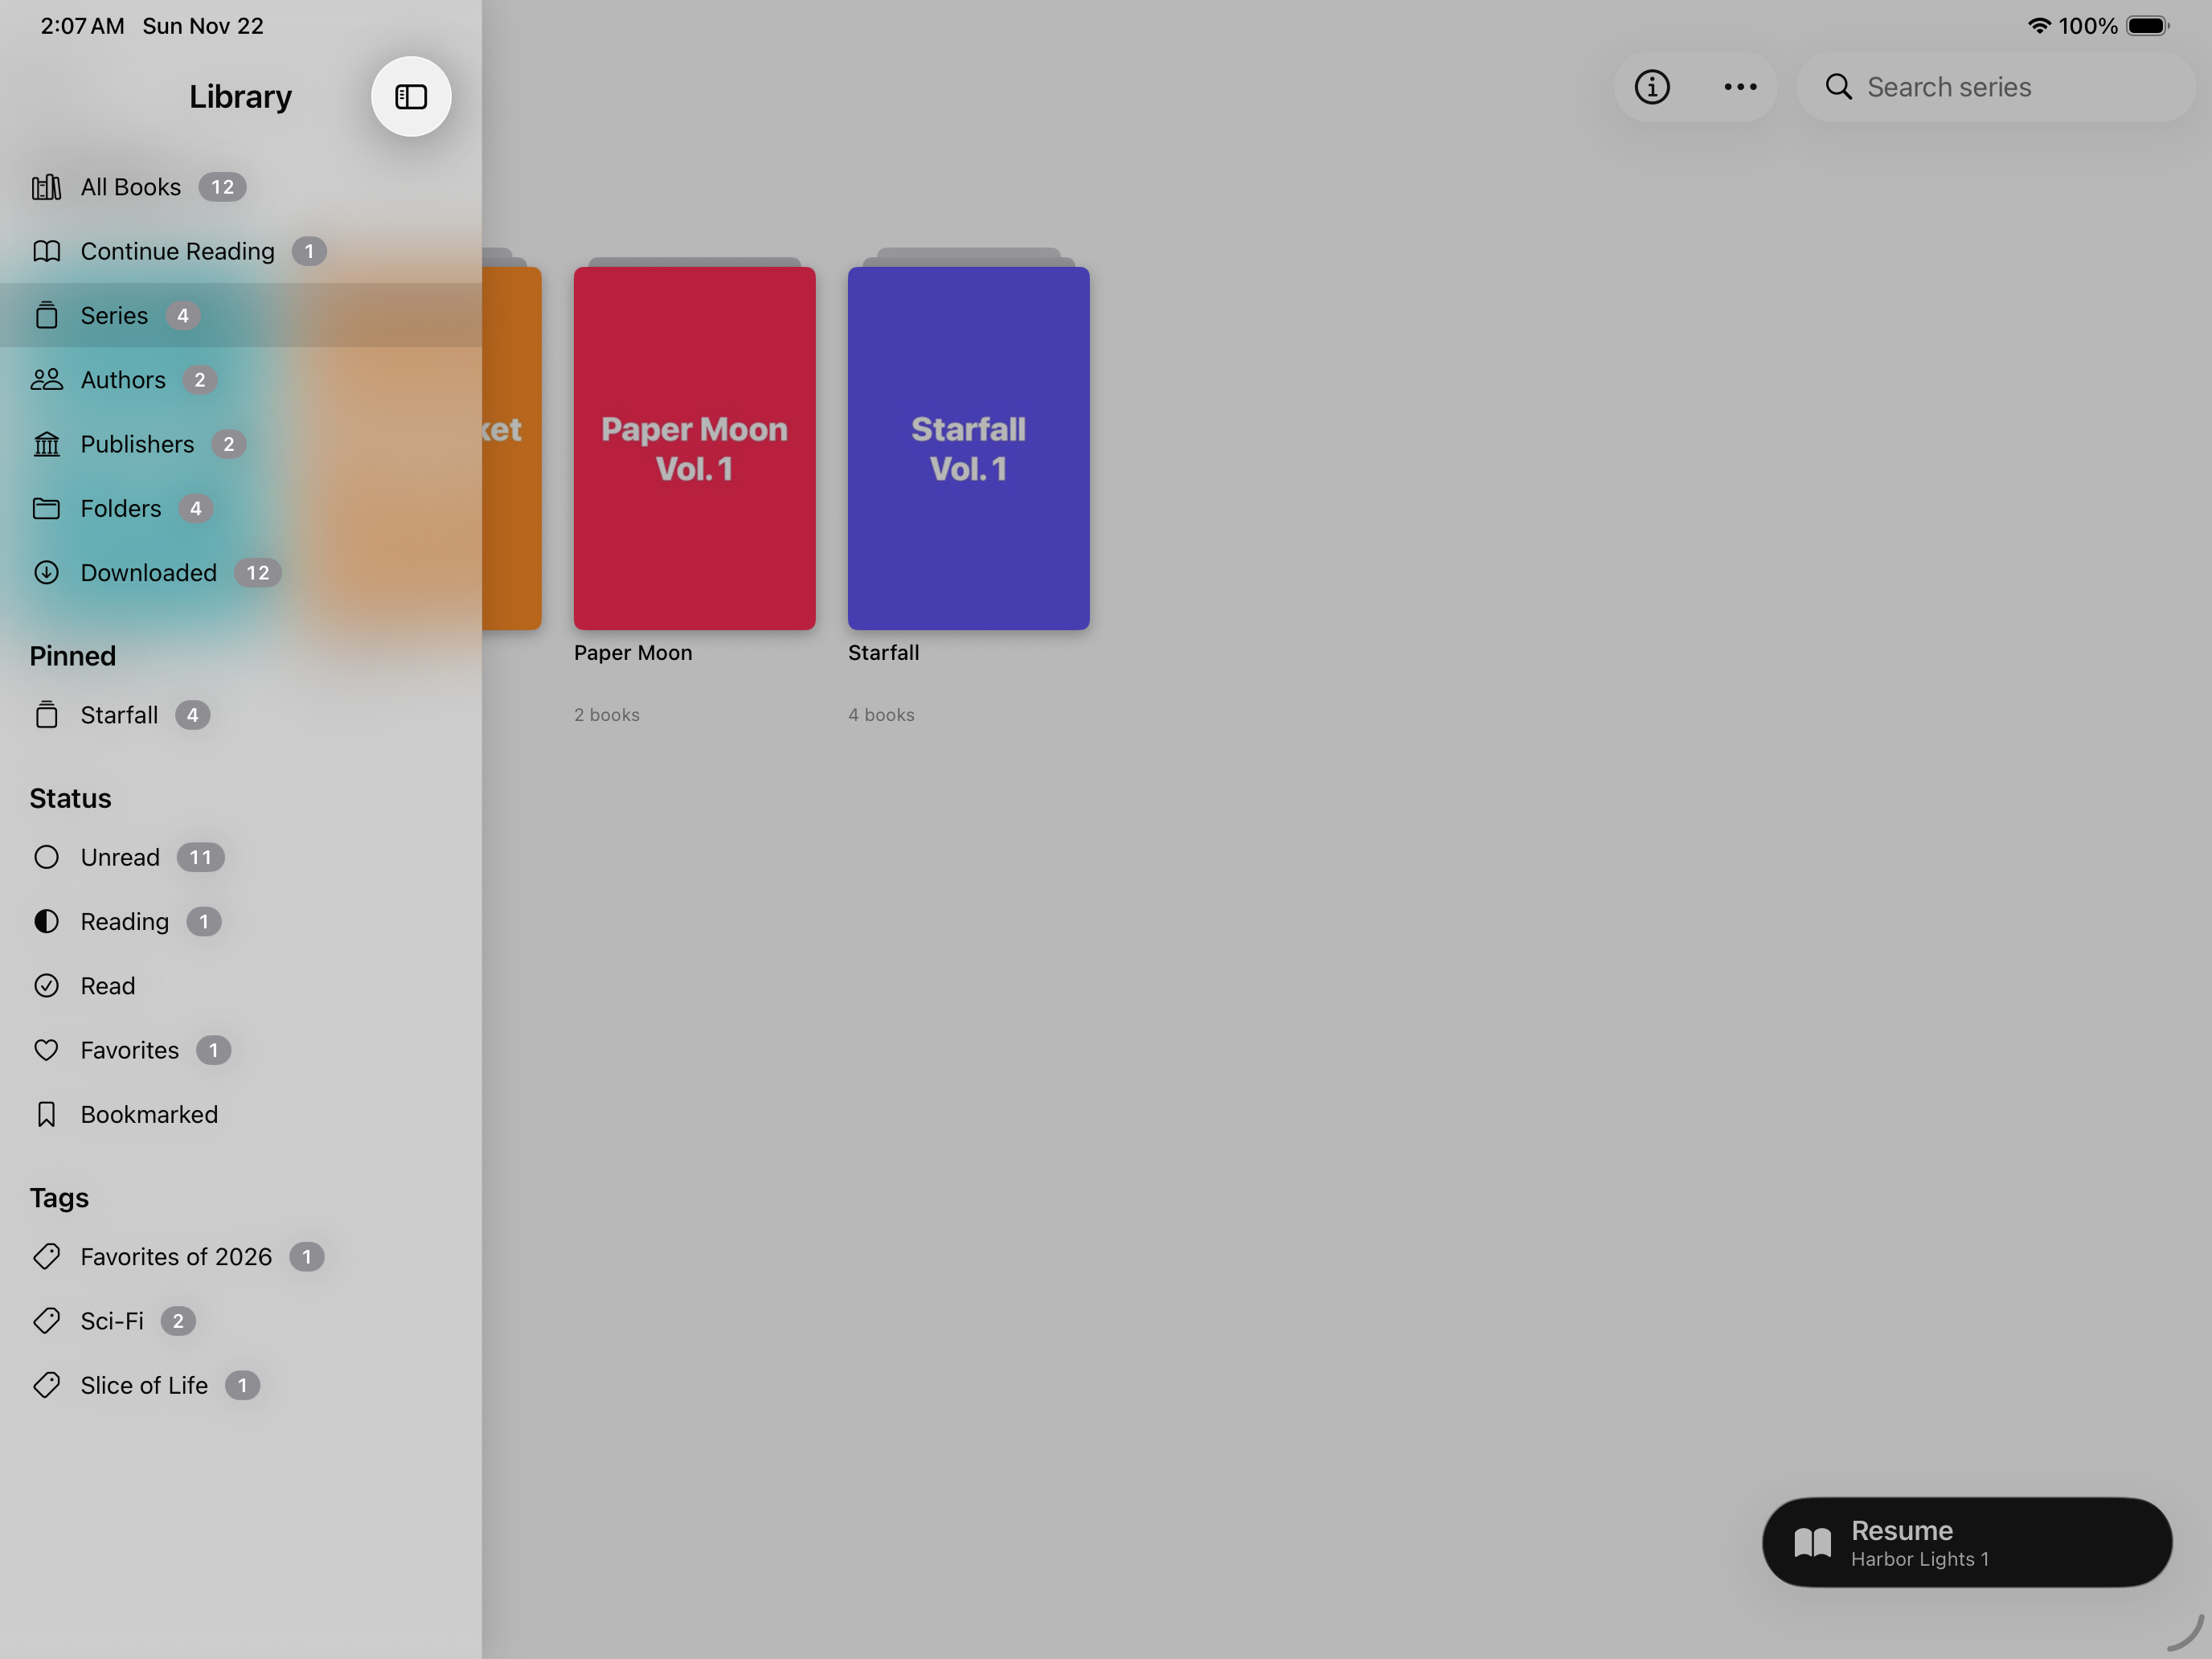 2:07 AM Sun Nov 22
100%
Library
Search series
All Books 12
Continue Reading 1
Series 4
Authors 2
Publishers 2
Folders 4
Downloaded 12
Pinned
Starfall 4
Status
Unread 11
Reading 1
Read
Favorites 1
Bookmarked
Tags
Favorites of 2026 1
Sci-Fi 2
Slice of Life 1
Paper Moon
Vol. 1
Paper Moon
2 books
Starfall
Vol. 1
Starfall
4 books
Resume
Harbor Lights 1